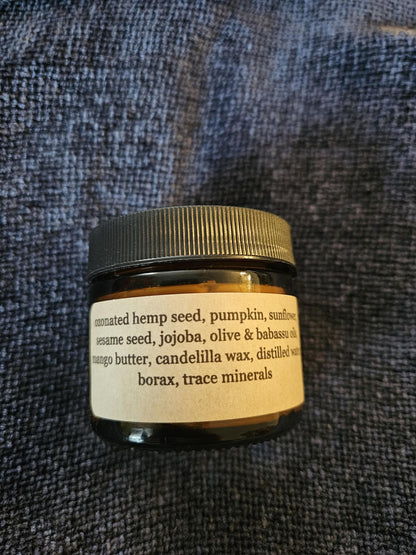 ozonated hemp seed, pumpkin, sunflower,
sesame seed, jojoba, olive & babassu oils,
mango butter, candelilla wax, distilled water,
borax, trace minerals